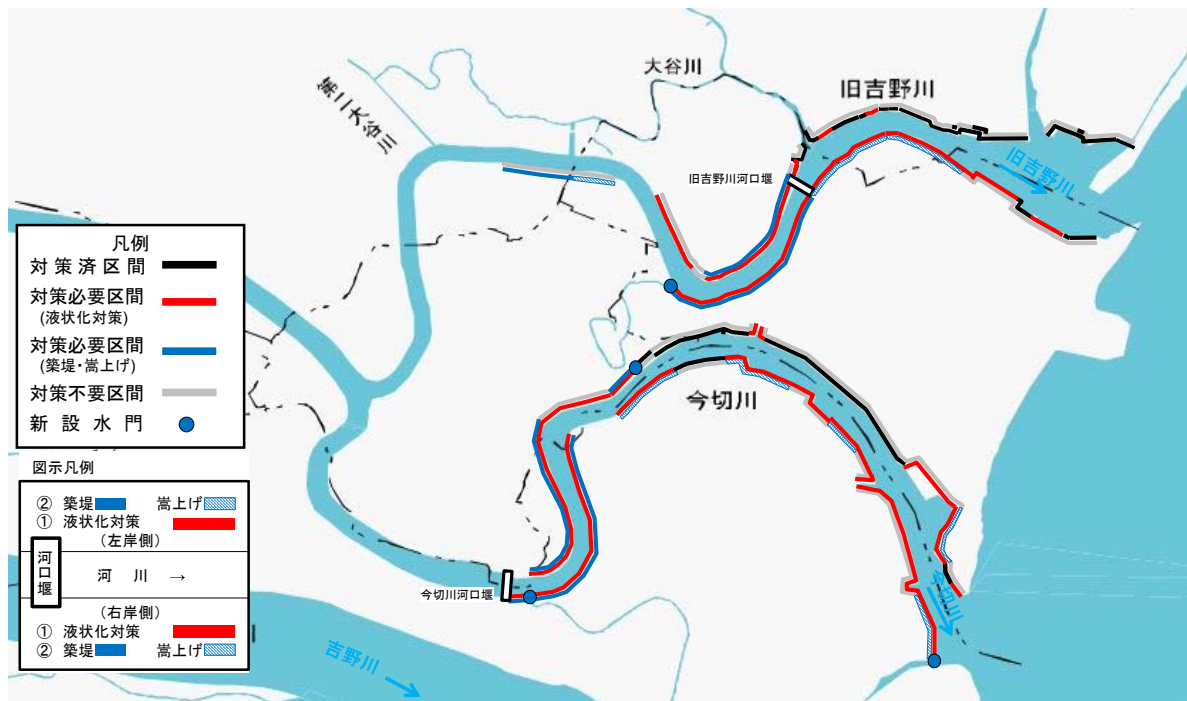 大谷川
旧吉野川
第二大谷川
旧吉野川河口堰
旧吉野川
凡例
対策済区間
対策必要区間
(液状化対策)
対策必要区間
(築堤・嵩上げ)
対策不要区間
新設水門
今切川
図示凡例
② 築堤 嵩上げ
① 液状化対策
(左岸側)
河口堰
河川 →
(右岸側)
① 液状化対策
② 築堤 嵩上げ
今切川河口堰
今切川
吉野川